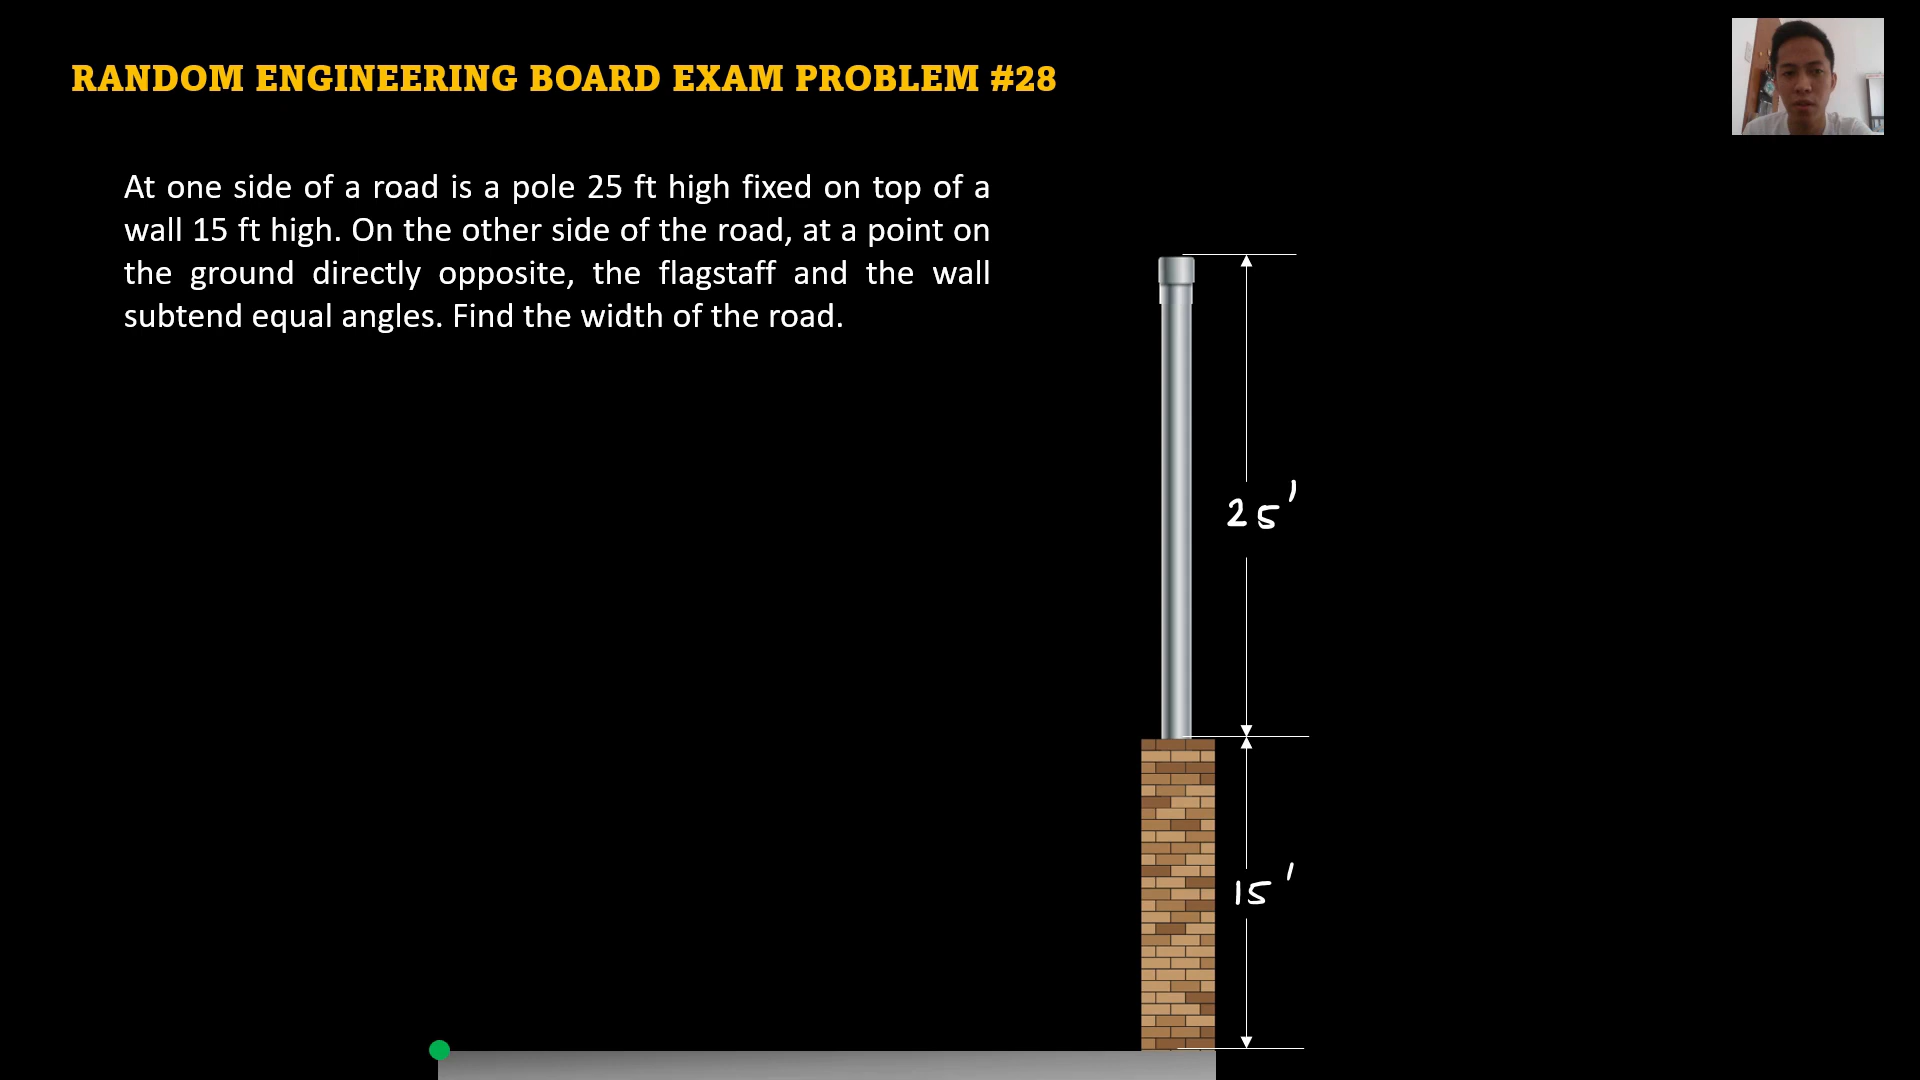 RANDOM ENGINEERING BOARD EXAM PROBLEM #28
At one side of a road is a pole 25 ft high fixed on top of a
wall 15 ft high. On the other side of the road, at a point on
the ground directly opposite, the flagstaff and the wall
subtend equal angles. Find the width of the road.
25'
15'